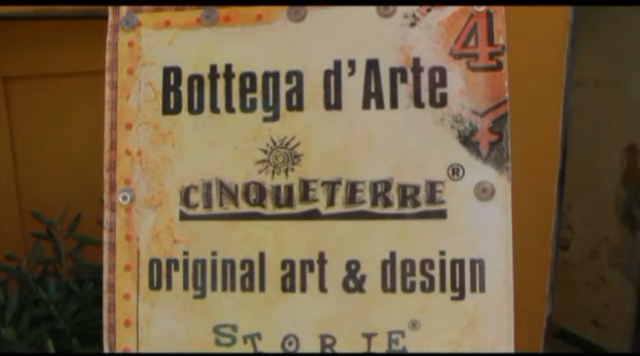 4
Bottega d'Arte
CINQUETERRE®
original art & design
STORIE®